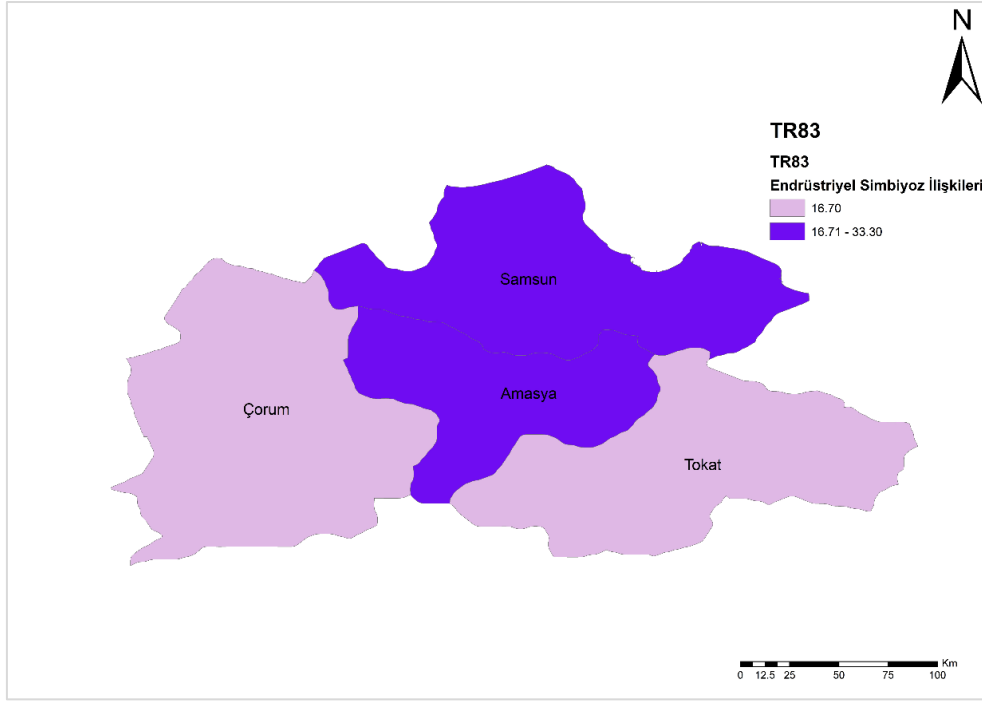 N
TR83
TR83
Endrüstriyel Simbiyoz İlişkileri
16.70
16.71 - 33.30
Samsun
Amasya
Çorum
Tokat
Km
0 12.5 25 50 75 100